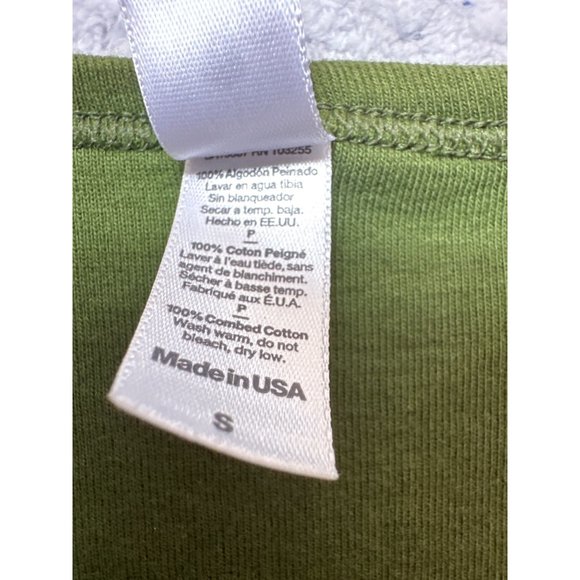 RN 103255
100% Algodón Peinado
Lavar en agua tibia
Sin blanqueador
Secar a temp. baja.
Hecho en EE.UU.
P
100% Coton Peigné
Laver à l'eau tiède, sans
agent de blanchiment.
Sécher à basse temp.
Fabriqué aux É.U.A.
P
100% Combed Cotton
Wash warm, do not
bleach, dry low.
Made in USA
S